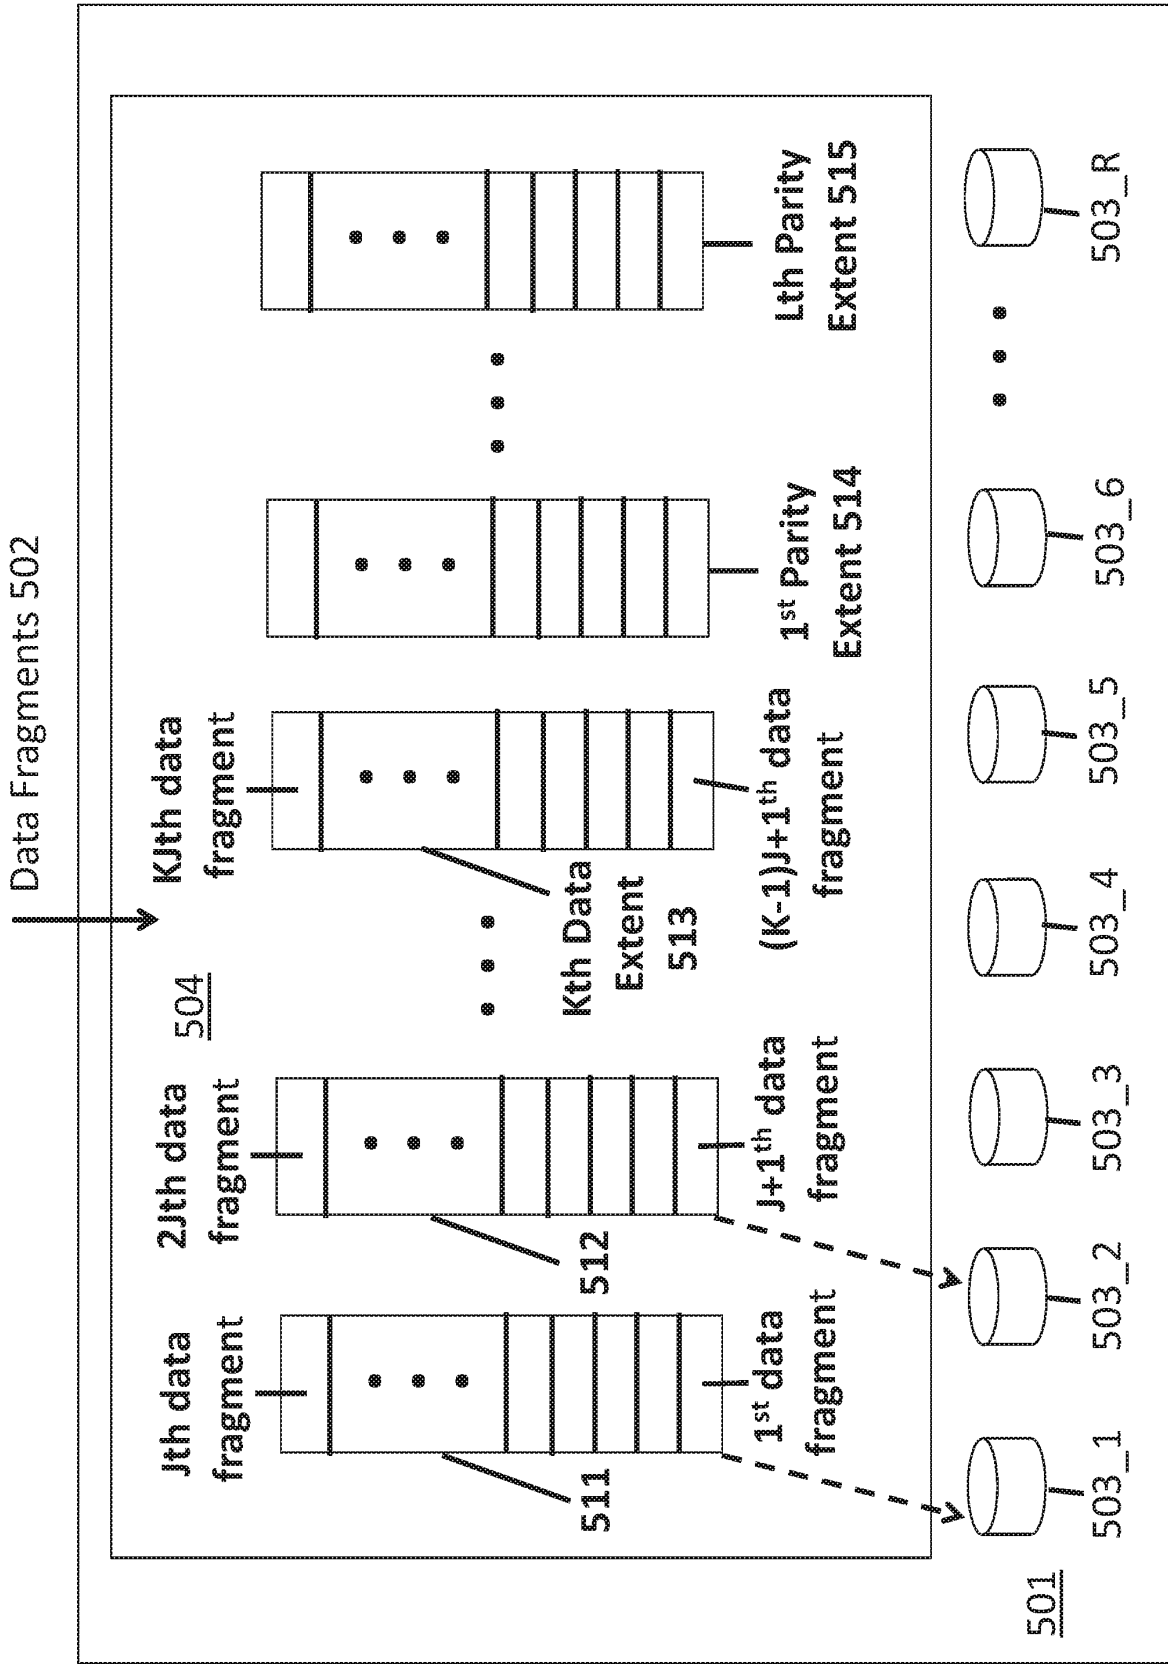 Data Fragments 502
504
Jth data
fragment
2Jth data
fragment
KJth data
fragment
511
512
Kth Data
Extent
513
1st data
fragment
J+1th data
fragment
(K-1)J+1th data
fragment
1st Parity
Extent 514
Lth Parity
Extent 515
501
503_1
503_2
503_3
503_4
503_5
503_6
503_R